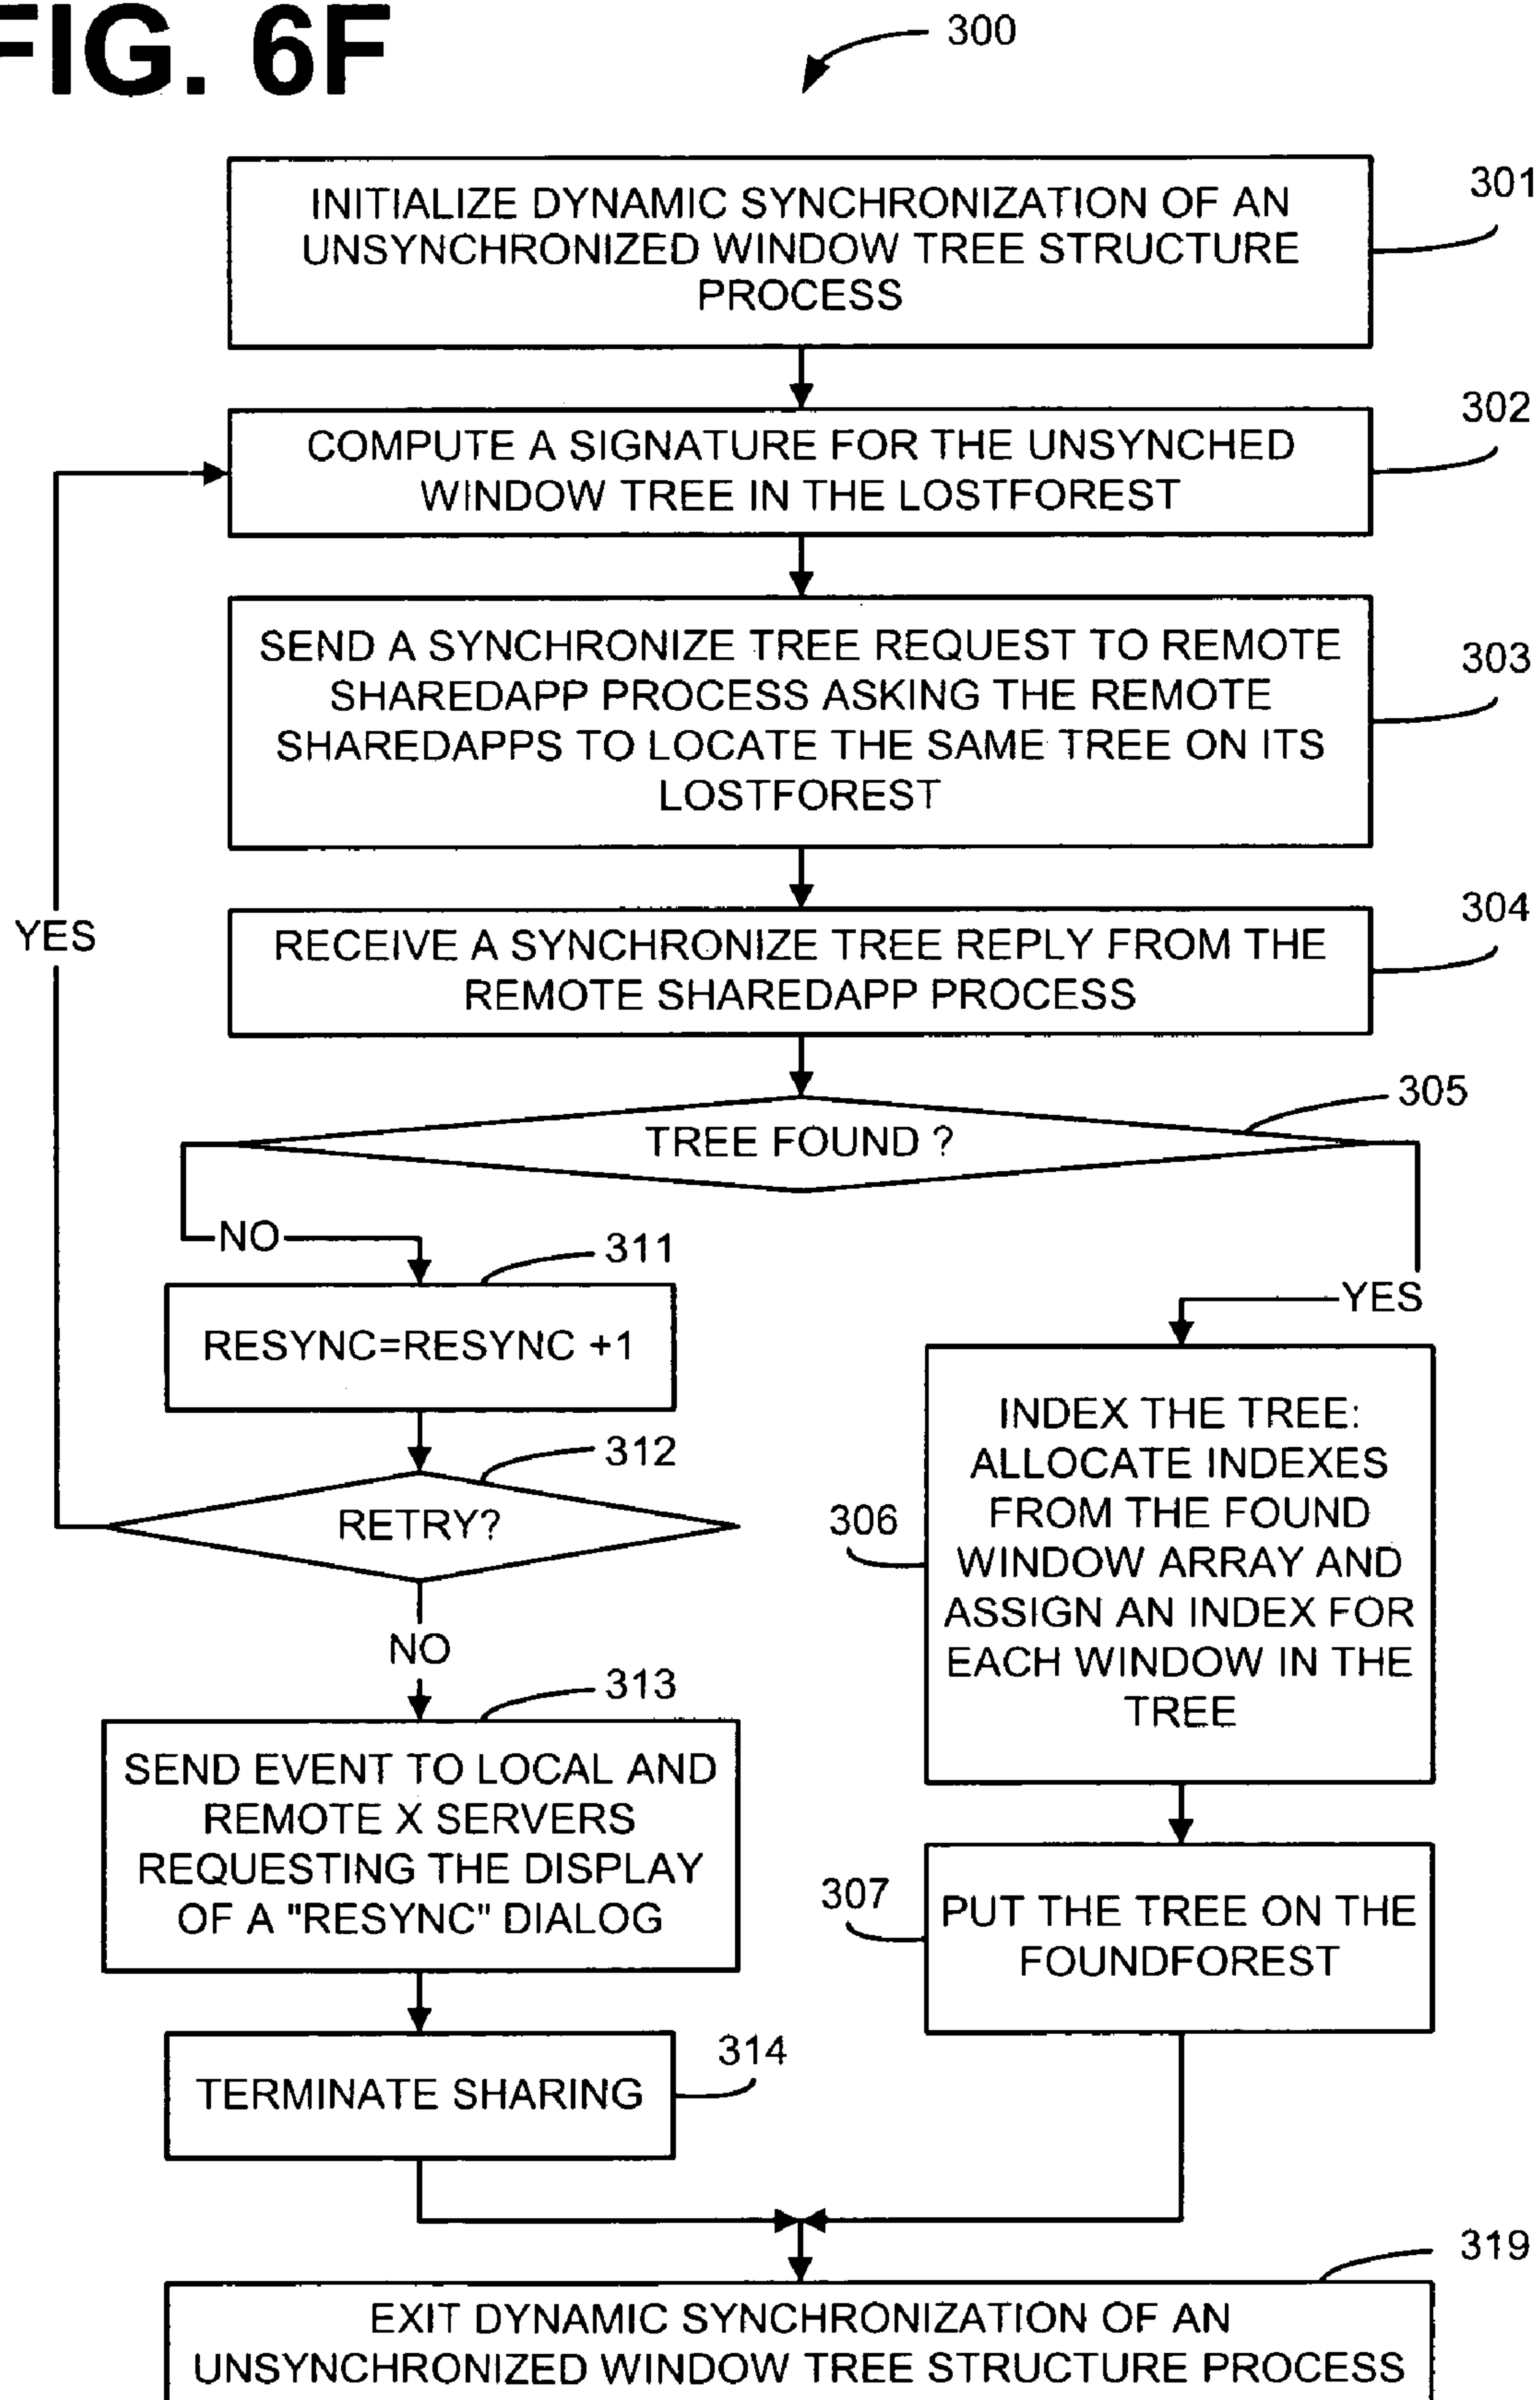 FIG. 6F
300
INITIALIZE DYNAMIC SYNCHRONIZATION OF AN
UNSYNCHRONIZED WINDOW TREE STRUCTURE
PROCESS
301
COMPUTE A SIGNATURE FOR THE UNSYNCHED
WINDOW TREE IN THE LOSTFOREST
302
SEND A SYNCHRONIZE TREE REQUEST TO REMOTE
SHAREDAPP PROCESS ASKING THE REMOTE
SHAREDAPPS TO LOCATE THE SAME TREE ON ITS
LOSTFOREST
303
YES
RECEIVE A SYNCHRONIZE TREE REPLY FROM THE
REMOTE SHAREDAPP PROCESS
304
TREE FOUND ?
305
NO
311
RESYNC=RESYNC +1
312
RETRY?
NO
313
SEND EVENT TO LOCAL AND
REMOTE X SERVERS
REQUESTING THE DISPLAY
OF A "RESYNC" DIALOG
TERMINATE SHARING
314
YES
306
INDEX THE TREE:
ALLOCATE INDEXES
FROM THE FOUND
WINDOW ARRAY AND
ASSIGN AN INDEX FOR
EACH WINDOW IN THE
TREE
307
PUT THE TREE ON THE
FOUNDFOREST
319
EXIT DYNAMIC SYNCHRONIZATION OF AN
UNSYNCHRONIZED WINDOW TREE STRUCTURE PROCESS